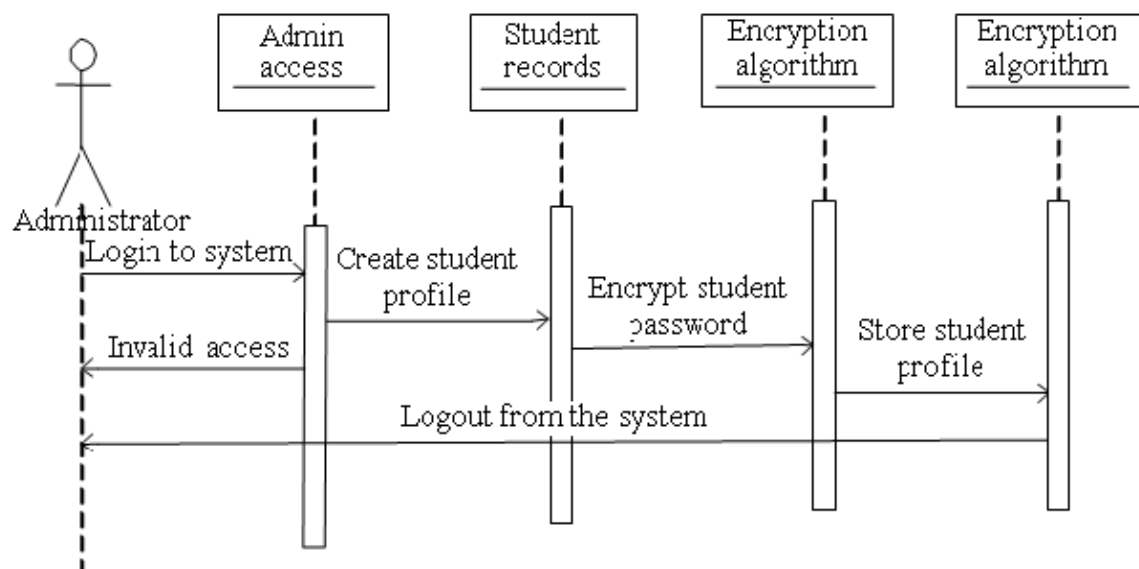 Admin
access
Student
records
Encryption
algorithm
Encryption
algorithm
Administrator
Login to system
Create student
profile
Encrypt student
password
Invalid access
Store student
profile
Logout from the system